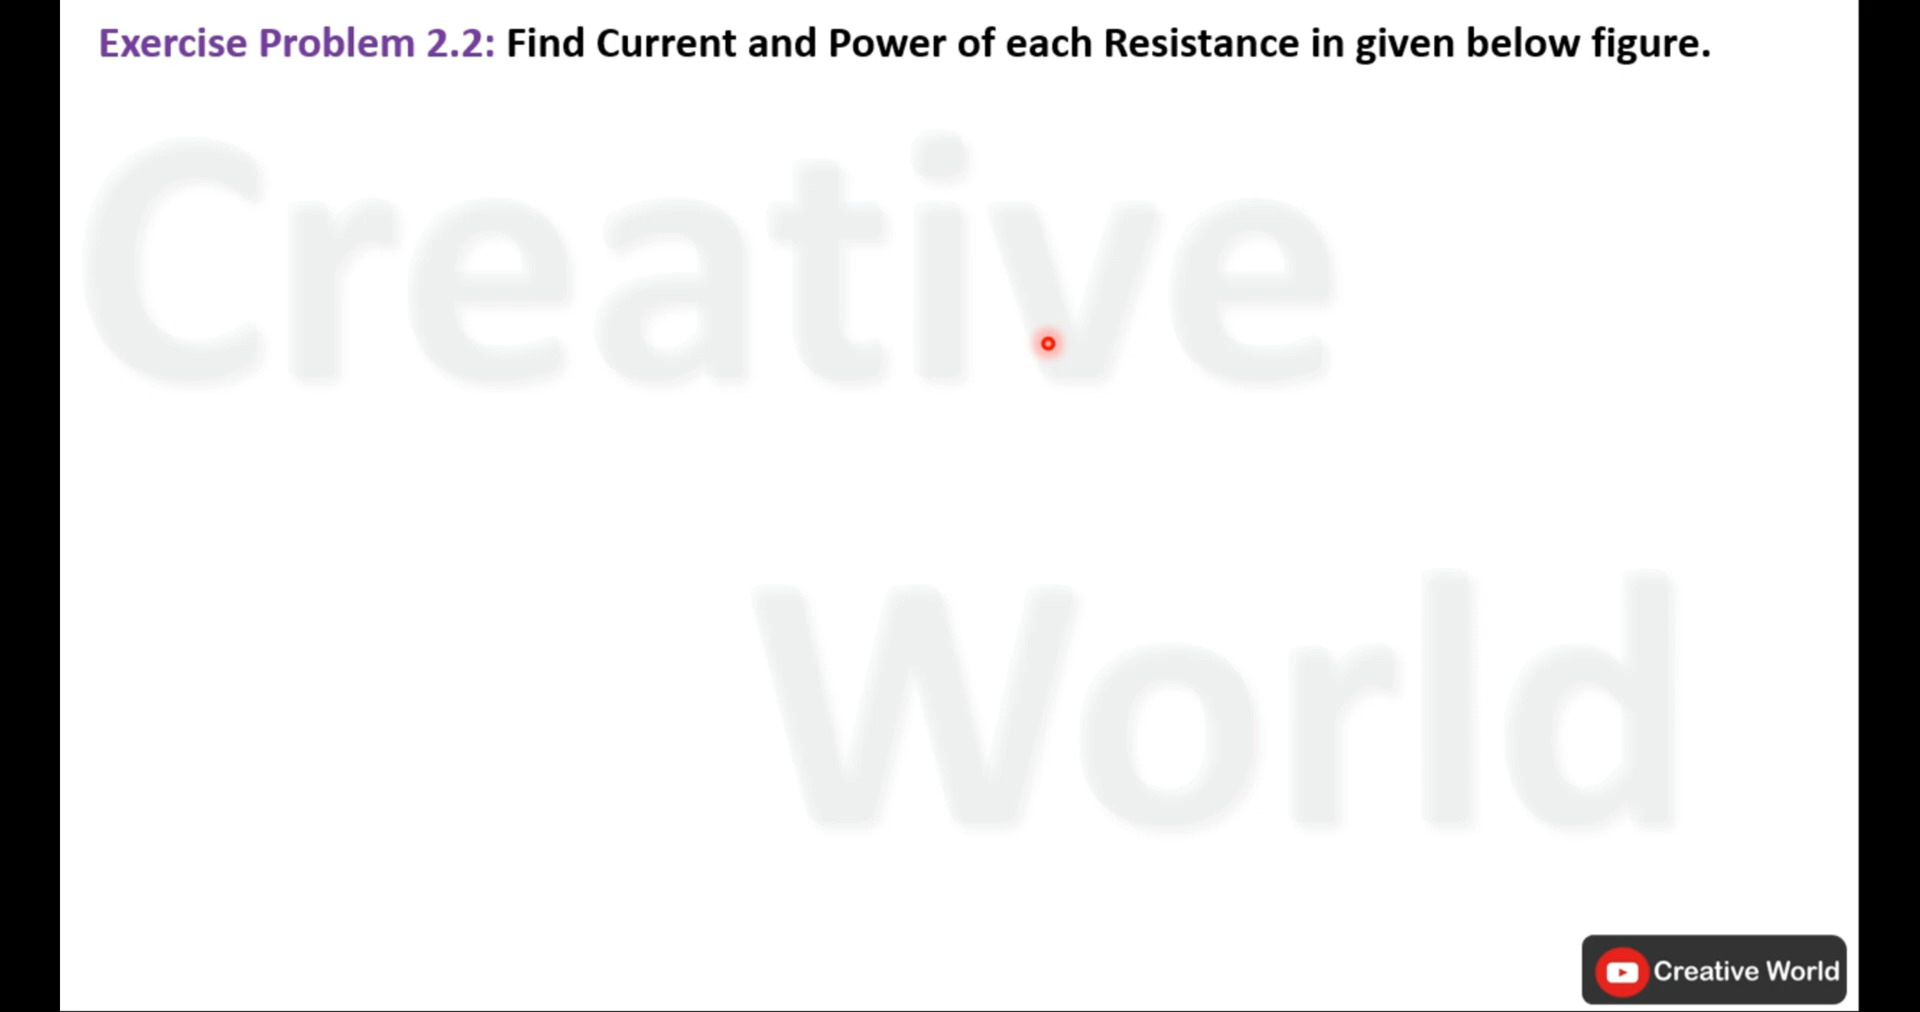 Exercise Problem 2.2: Find Current and Power of each Resistance in given below figure.
Creative
World
Creative World